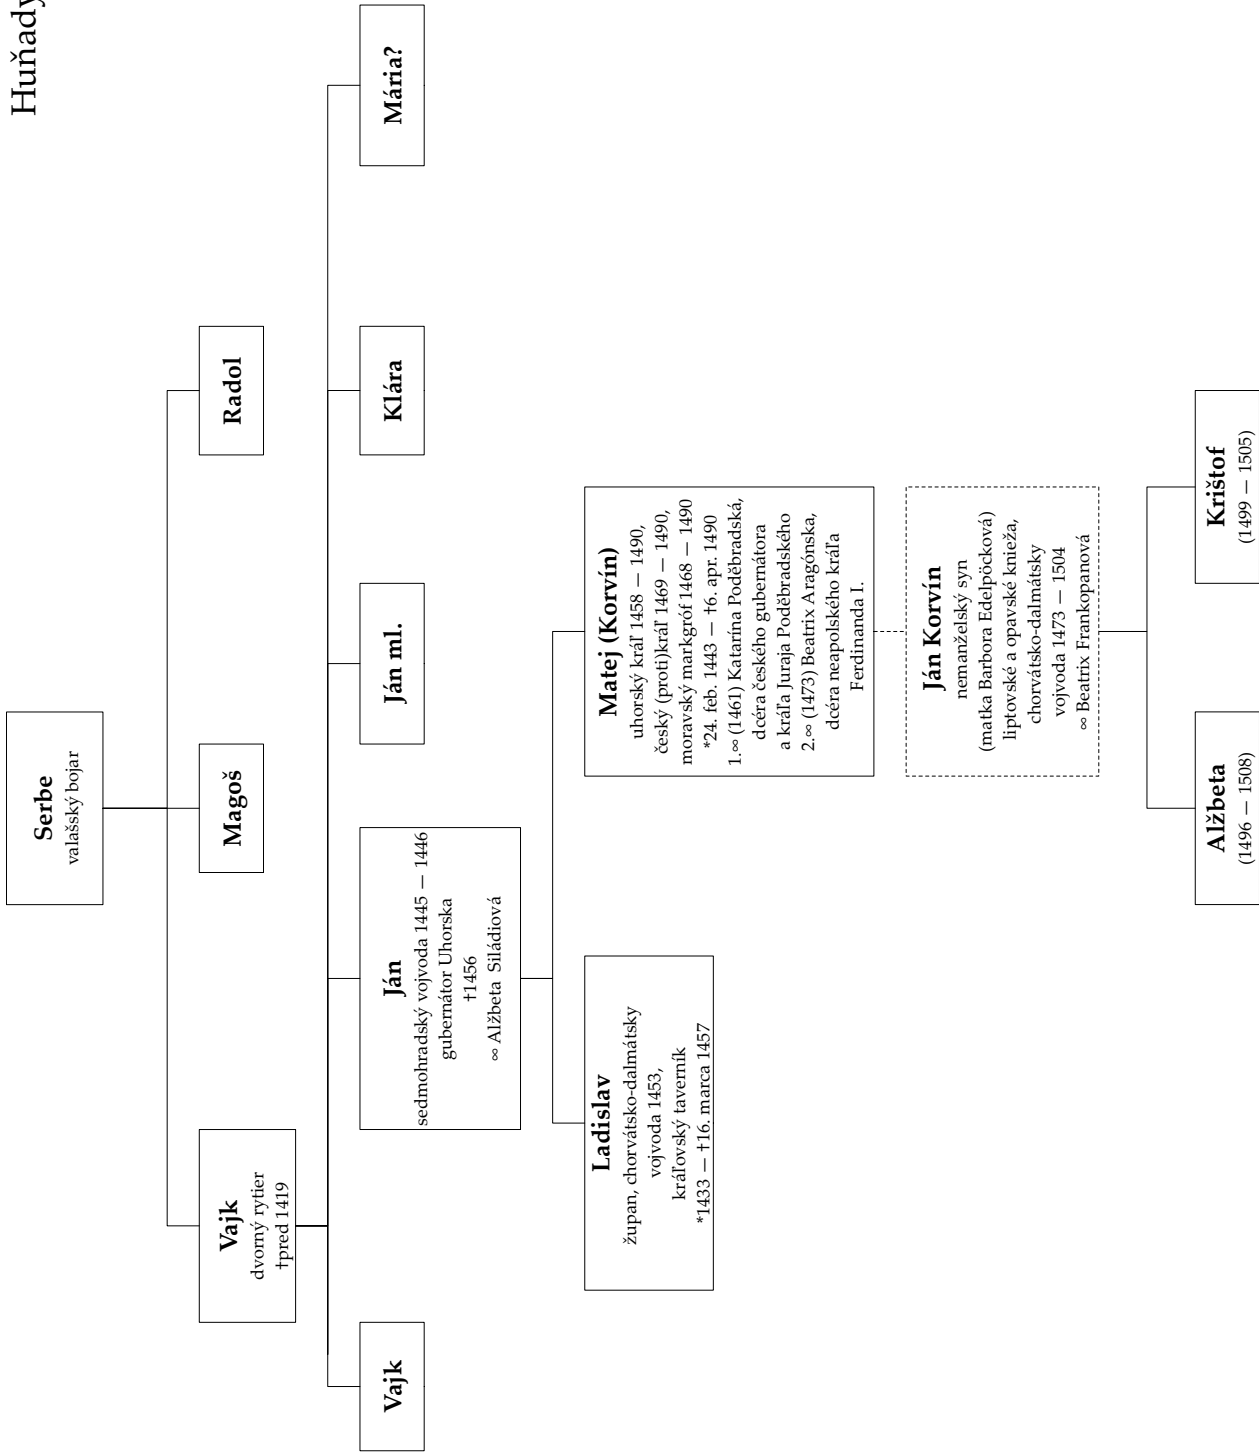 Huňady
Serbe
valašský bojar
Vajk
dvorný rytier
†pred 1419
Magoš
Radol
Vajk
Ján
sedmohradský vojvoda 1445 — 1446
gubernátor Uhorska
†1456
∞ Alžbeta Siládiová
Ján ml.
Klára
Mária?
Ladislav
župan, chorvátsko-dalmátsky
vojvoda 1453,
kráľovský taverník
*1433 — †16. marca 1457
Matej (Korvín)
uhorský kráľ 1458 — 1490,
český (proti)kráľ 1469 — 1490,
moravský markgróf 1468 — 1490
*24. feb. 1443 — †6. apr. 1490
1.∞ (1461) Katarína Poděbradská,
dcéra českého gubernátora
a kráľa Juraja Poděbradského
2.∞ (1473) Beatrix Aragónska,
dcéra neapolského kráľa
Ferdinanda I.
Ján Korvín
nemanželský syn
(matka Barbora Edelpöcková)
liptovské a opavské knieža,
chorvátsko-dalmátsky
vojvoda 1473 — 1504
∞ Beatrix Frankopanová
Alžbeta
(1496 — 1508)
Krištof
(1499 — 1505)